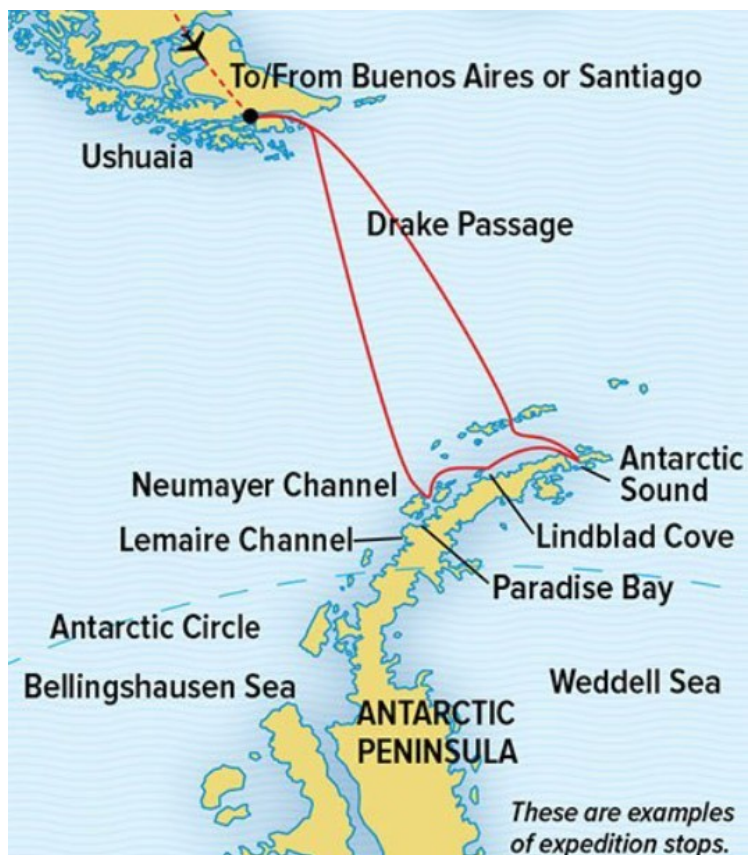 To/From Buenos Aires or Santiago
Ushuaia
Drake Passage
Antarctic
Sound
Neumayer Channel
Lemaire Channel
Lindblad Cove
Paradise Bay
Antarctic Circle
Bellingshausen Sea
Weddell Sea
ANTARCTIC
PENINSULA
These are examples
of expedition stops.